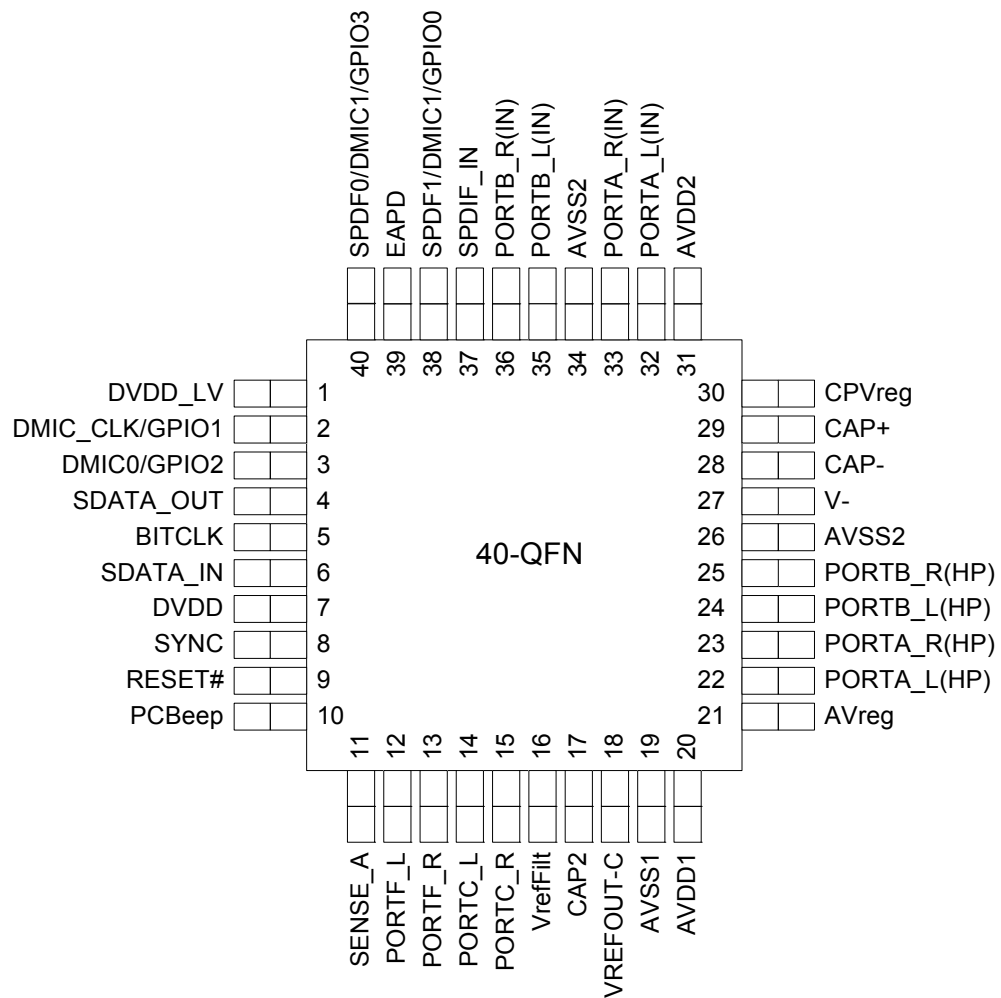 SPDF0/DMIC1/GPIO3
EAPD
SPDF1/DMIC1/GPIO0
SPDIF_IN
PORTB_R(IN)
PORTB_L(IN)
AVSS2
PORTA_R(IN)
PORTA_L(IN)
AVDD2
40
39
38
37
36
35
34
33
32
31
DVDD_LV 1
DMIC_CLK/GPIO1 2
DMIC0/GPIO2 3
SDATA_OUT 4
BITCLK 5
SDATA_IN 6
DVDD 7
SYNC 8
RESET# 9
PCBeep 10
40-QFN
30 CPVreg
29 CAP+
28 CAP-
27 V-
26 AVSS2
25 PORTB_R(HP)
24 PORTB_L(HP)
23 PORTA_R(HP)
22 PORTA_L(HP)
21 AVreg
11
12
13
14
15
16
17
18
19
20
SENSE_A
PORTF_L
PORTF_R
PORTC_L
PORTC_R
VrefFilt
CAP2
VREFOUT-C
AVSS1
AVDD1